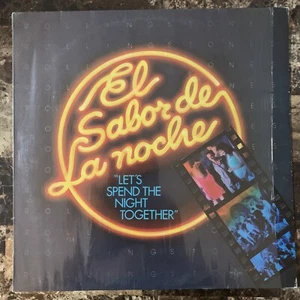 El
Sabor de
La noche
"LET'S
SPEND THE
NIGHT
TOGETHER"